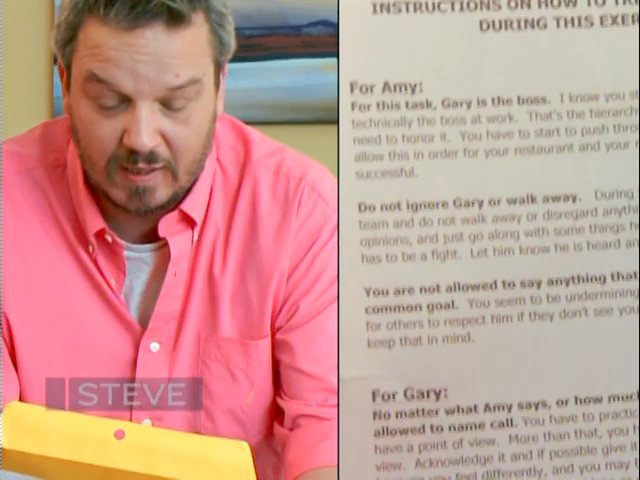 STEVE
INSTRUCTIONS ON HOW TO
DURING THIS
For Amy:
For this task, Gary is the boss. I know you
technically the boss at work. That's the
need to honor it. You have to start to push
allow this in order for your restaurant and your
successful.
Do not ignore Gary or walk away. During
team and do not walk away or disregard
opinions, and just go along with some things
has to be a fight. Let him know he is heard
You are not allowed to say anything that
common goal. You seem to be undermining
for others to respect him if they don't see you
keep that in mind.
For Gary:
No matter what Amy says, or how much
allowed to name call. You have to
have a point of view. More than that, you
view. Acknowledge it and if possible give it
you feel differently, and you may